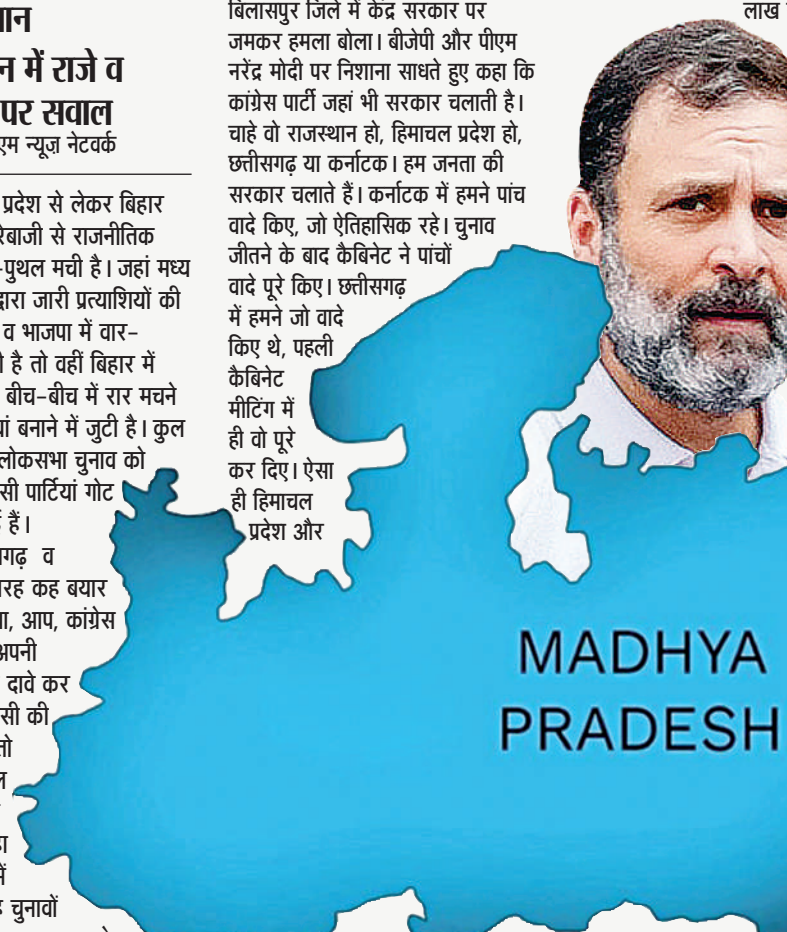 ान
न में राजे व
पर सवाल
एम न्यूज़ नेटवर्क
प्रदेश से लेकर बिहार
रेबाजी से राजनीतिक
-पुथल मची है। जहां मध्य
द्वारा जारी प्रत्याशियों की
व भाजपा में वार-
है तो वहीं बिहार में
बीच-बीच में रार मचने
यां बनाने में जुटी है। कुल
लोकसभा चुनाव को
सी पार्टियां गोट
हैं।
गढ़ व
तरह कह बयार
ा, आप, कांग्रेस
अपनी
दावे कर
सी की
तो
में
चुनावों
बिलासपुर जिले में केंद्र सरकार पर
जमकर हमला बोला। बीजेपी और पीएम
नरेंद्र मोदी पर निशाना साधते हुए कहा कि
कांग्रेस पार्टी जहां भी सरकार चलाती है।
चाहे वो राजस्थान हो, हिमाचल प्रदेश हो,
छत्तीसगढ़ या कर्नाटक। हम जनता की
सरकार चलाते हैं। कर्नाटक में हमने पांच
वादे किए, जो ऐतिहासिक रहे। चुनाव
जीतने के बाद कैबिनेट ने पांचों
वादे पूरे किए। छत्तीसगढ़
में हमने जो वादे
किए थे, पहली
कैबिनेट
मीटिंग में
ही वो पूरे
कर दिए। ऐसा
ही हिमाचल
प्रदेश और
लाख
MADHYA
PRADESH